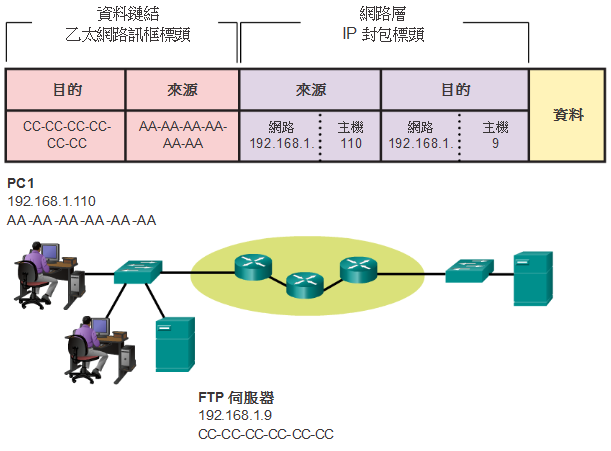 資料鏈結
乙太網路訊框標頭
網路層
IP 封包標頭
目的
來源
來源
目的
資料
CC-CC-CC-CC-
CC-CC
AA-AA-AA-AA-
AA-AA
網路
192.168.1.
主機
110
網路
192.168.1.
主機
9
PC1
192.168.1.110
AA-AA-AA-AA-AA-AA
FTP 伺服器
192.168.1.9
CC-CC-CC-CC-CC-CC